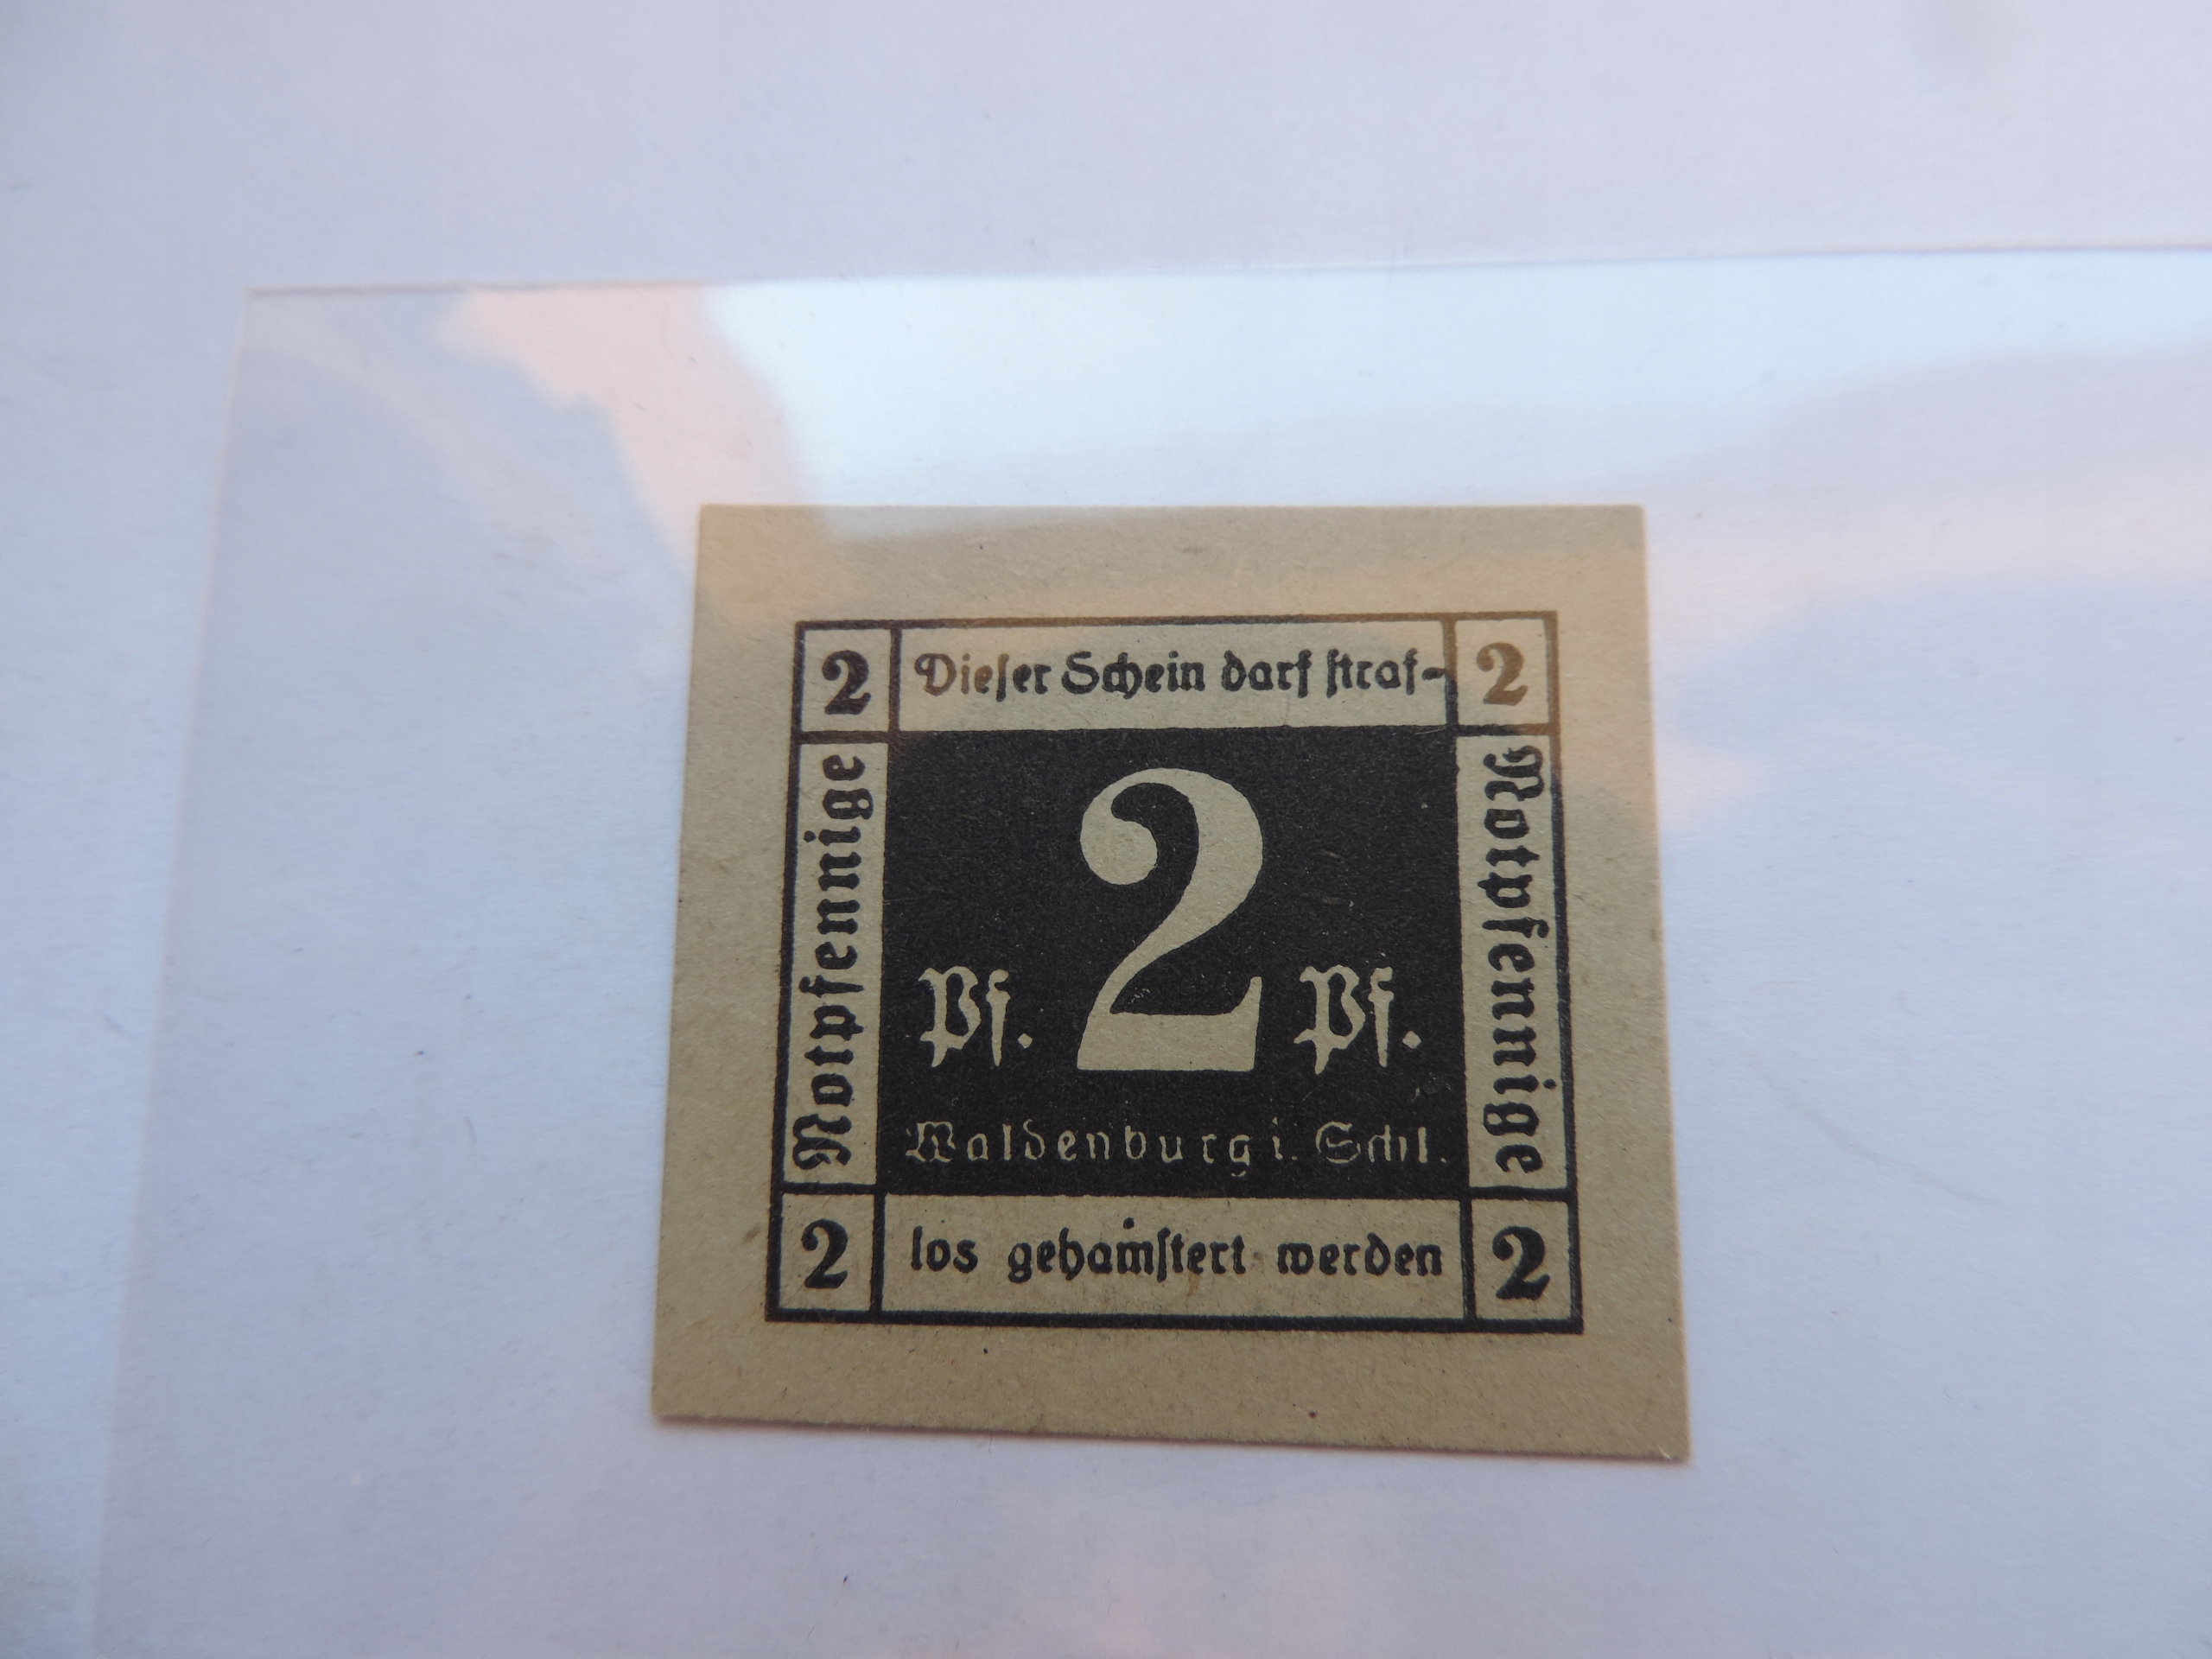 2 Dieser Schein darf straf- 2
Notpfennige
2
Pf. Pf.
Waldenburg i. Schl.
Notpfennige
2 los gehamstert werden 2